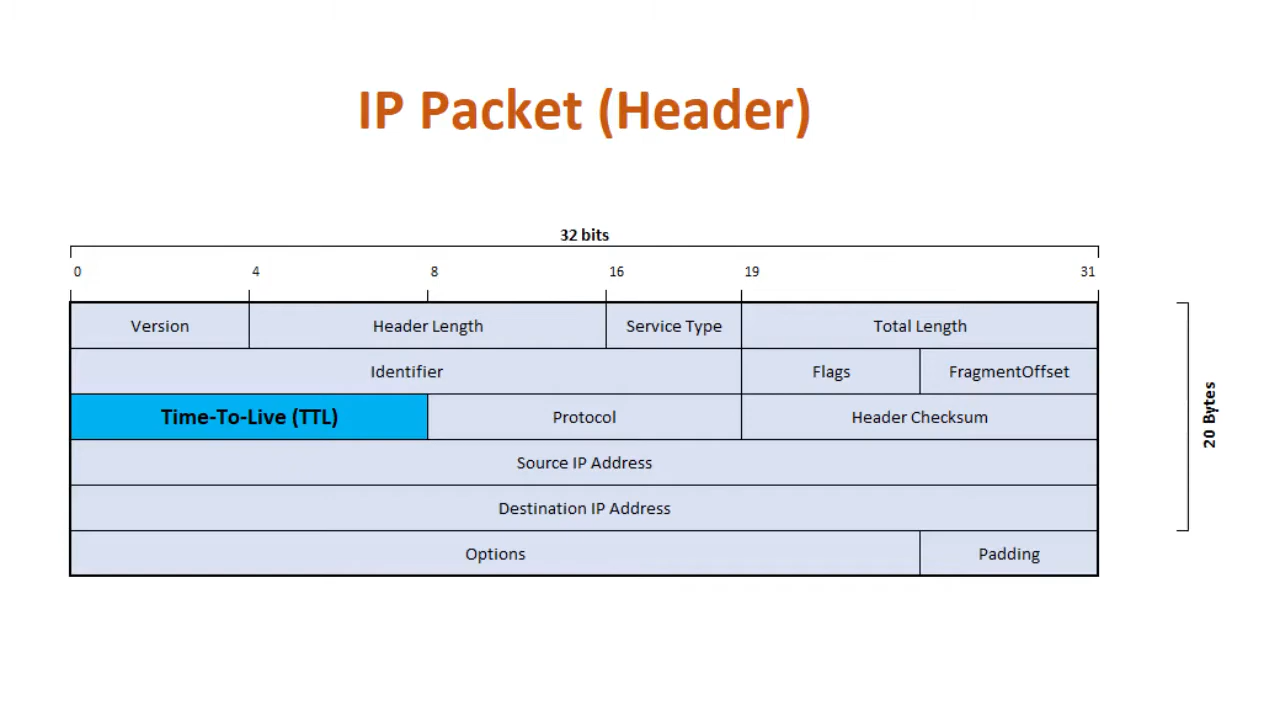 IP Packet (Header)
32 bits
0 4 8 16 19 31
Version Header Length Service Type Total Length
Identifier Flags FragmentOffset
Time-To-Live (TTL) Protocol Header Checksum
Source IP Address
Destination IP Address
Options Padding
20 Bytes